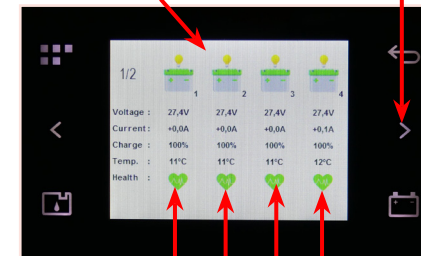 1/2
1 2 3 4
Voltage : 27,4V 27,4V 27,4V 27,4V
Current : +0,0A +0,0A +0,0A +0,1A
Charge : 100% 100% 100% 100%
Temp. : 11°C 11°C 11°C 12°C
Health :